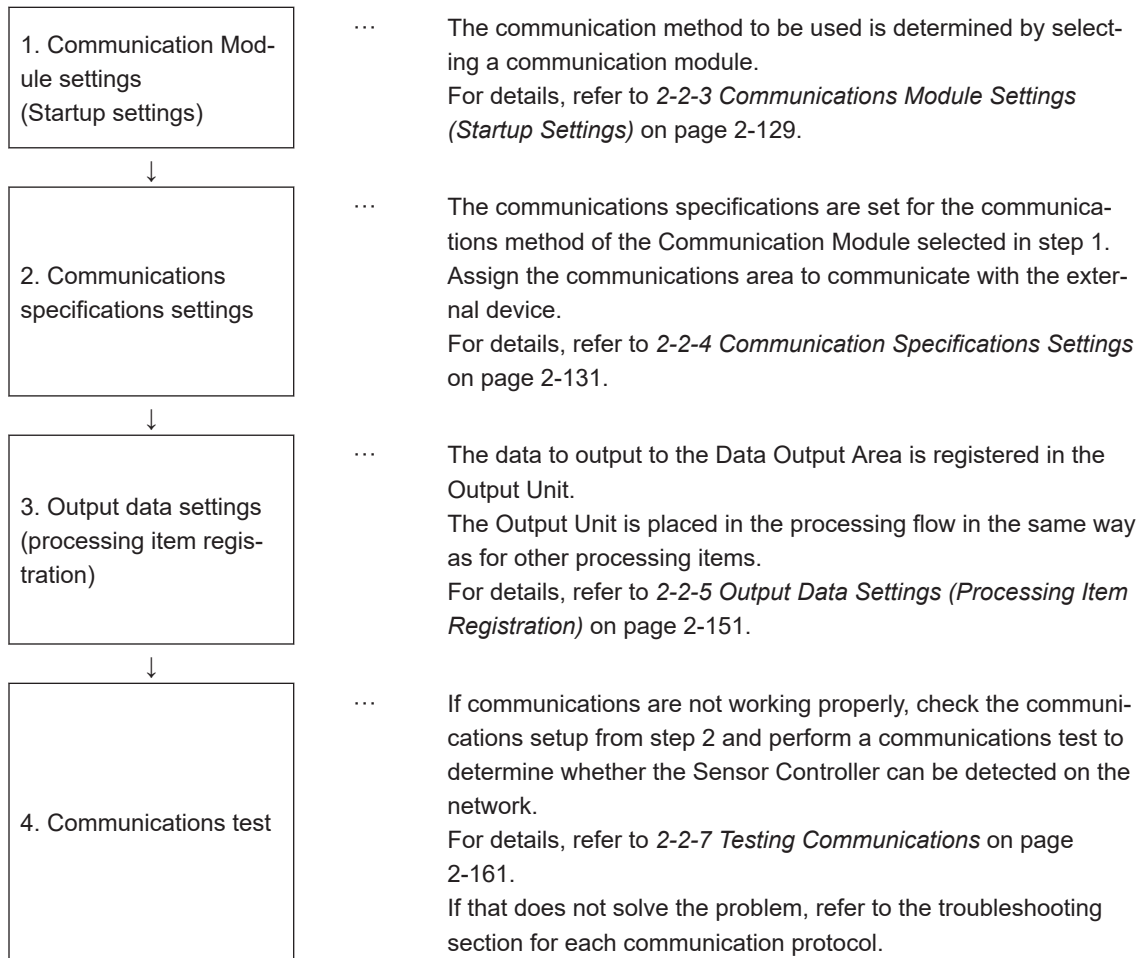 1. Communication Mod-
ule settings
(Startup settings)
… The communication method to be used is determined by select-
ing a communication module.
For details, refer to 2-2-3 Communications Module Settings
(Startup Settings) on page 2-129.
↓
2. Communications
specifications settings
… The communications specifications are set for the communica-
tions method of the Communication Module selected in step 1.
Assign the communications area to communicate with the exter-
nal device.
For details, refer to 2-2-4 Communication Specifications Settings
on page 2-131.
↓
3. Output data settings
(processing item regis-
tration)
… The data to output to the Data Output Area is registered in the
Output Unit.
The Output Unit is placed in the processing flow in the same way
as for other processing items.
For details, refer to 2-2-5 Output Data Settings (Processing Item
Registration) on page 2-151.
↓
4. Communications test
… If communications are not working properly, check the communi-
cations setup from step 2 and perform a communications test to
determine whether the Sensor Controller can be detected on the
network.
For details, refer to 2-2-7 Testing Communications on page
2-161.
If that does not solve the problem, refer to the troubleshooting
section for each communication protocol.